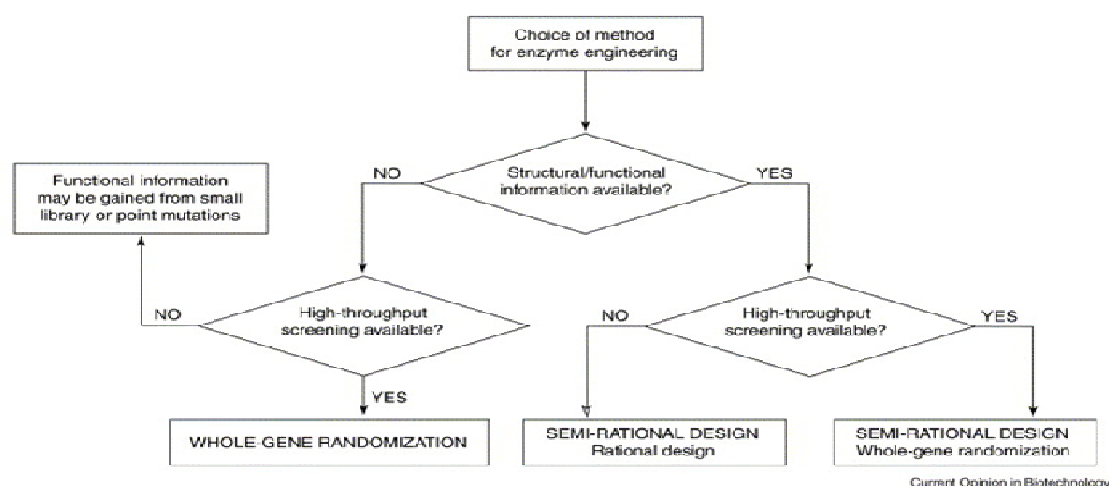 Choice of method
for enzyme engineering
NO
Structural/functional
information available?
YES
Functional information
may be gained from small
library or point mutations
NO
High-throughput
screening available?
NO
High-throughput
screening available?
YES
YES
WHOLE-GENE RANDOMIZATION
SEMI-RATIONAL DESIGN
Rational design
SEMI-RATIONAL DESIGN
Whole-gene randomization
Current Opinion in Biotechnology